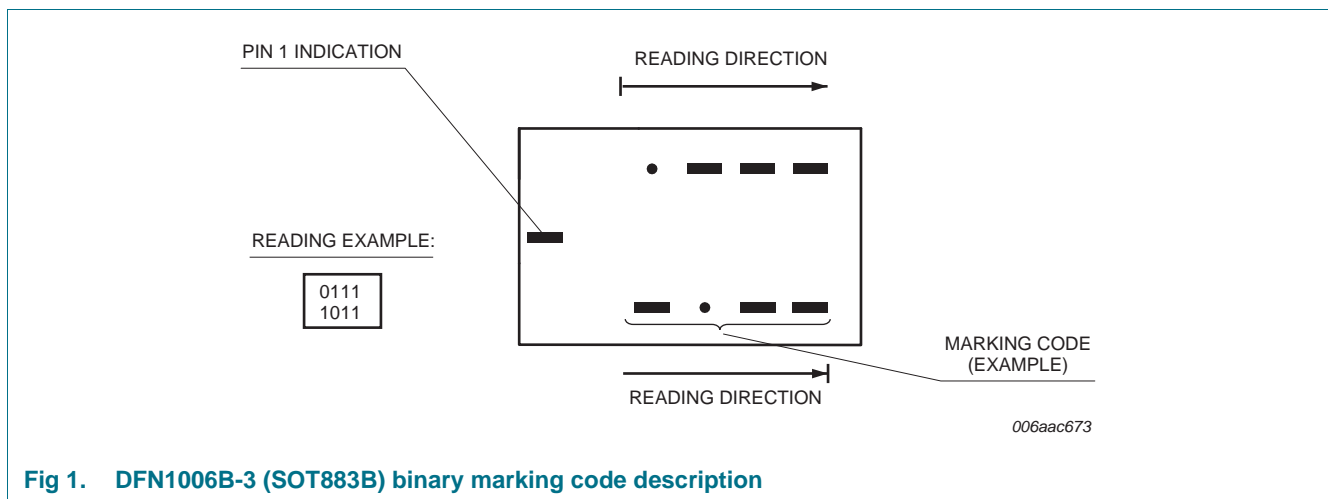 PIN 1 INDICATION
READING DIRECTION
READING EXAMPLE:
0111
1011
MARKING CODE
(EXAMPLE)
READING DIRECTION
006aac673
Fig 1. DFN1006B-3 (SOT883B) binary marking code description